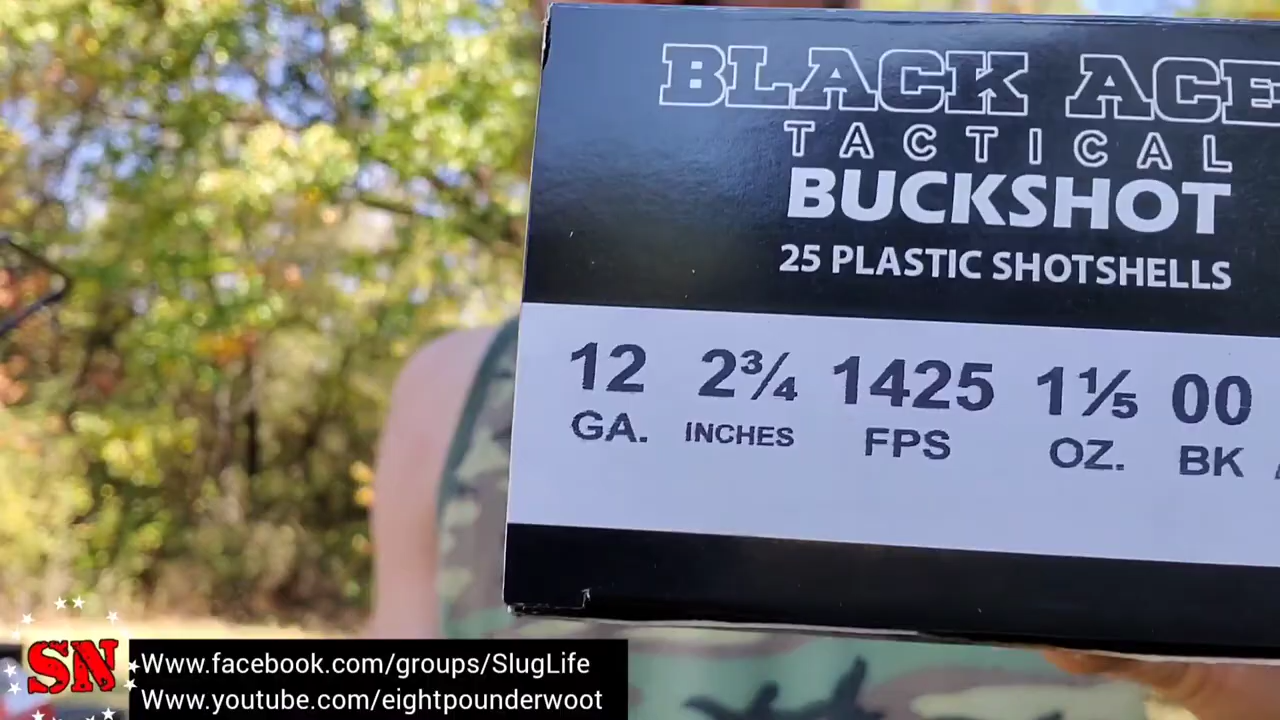 BLACK ACE
TACTICAL
BUCKSHOT
25 PLASTIC SHOTSHELLS
12 2¾ 1425 1⅕ 00
GA. INCHES FPS OZ. BK
SN
Www.facebook.com/groups/SlugLife
Www.youtube.com/eightpounderwoot